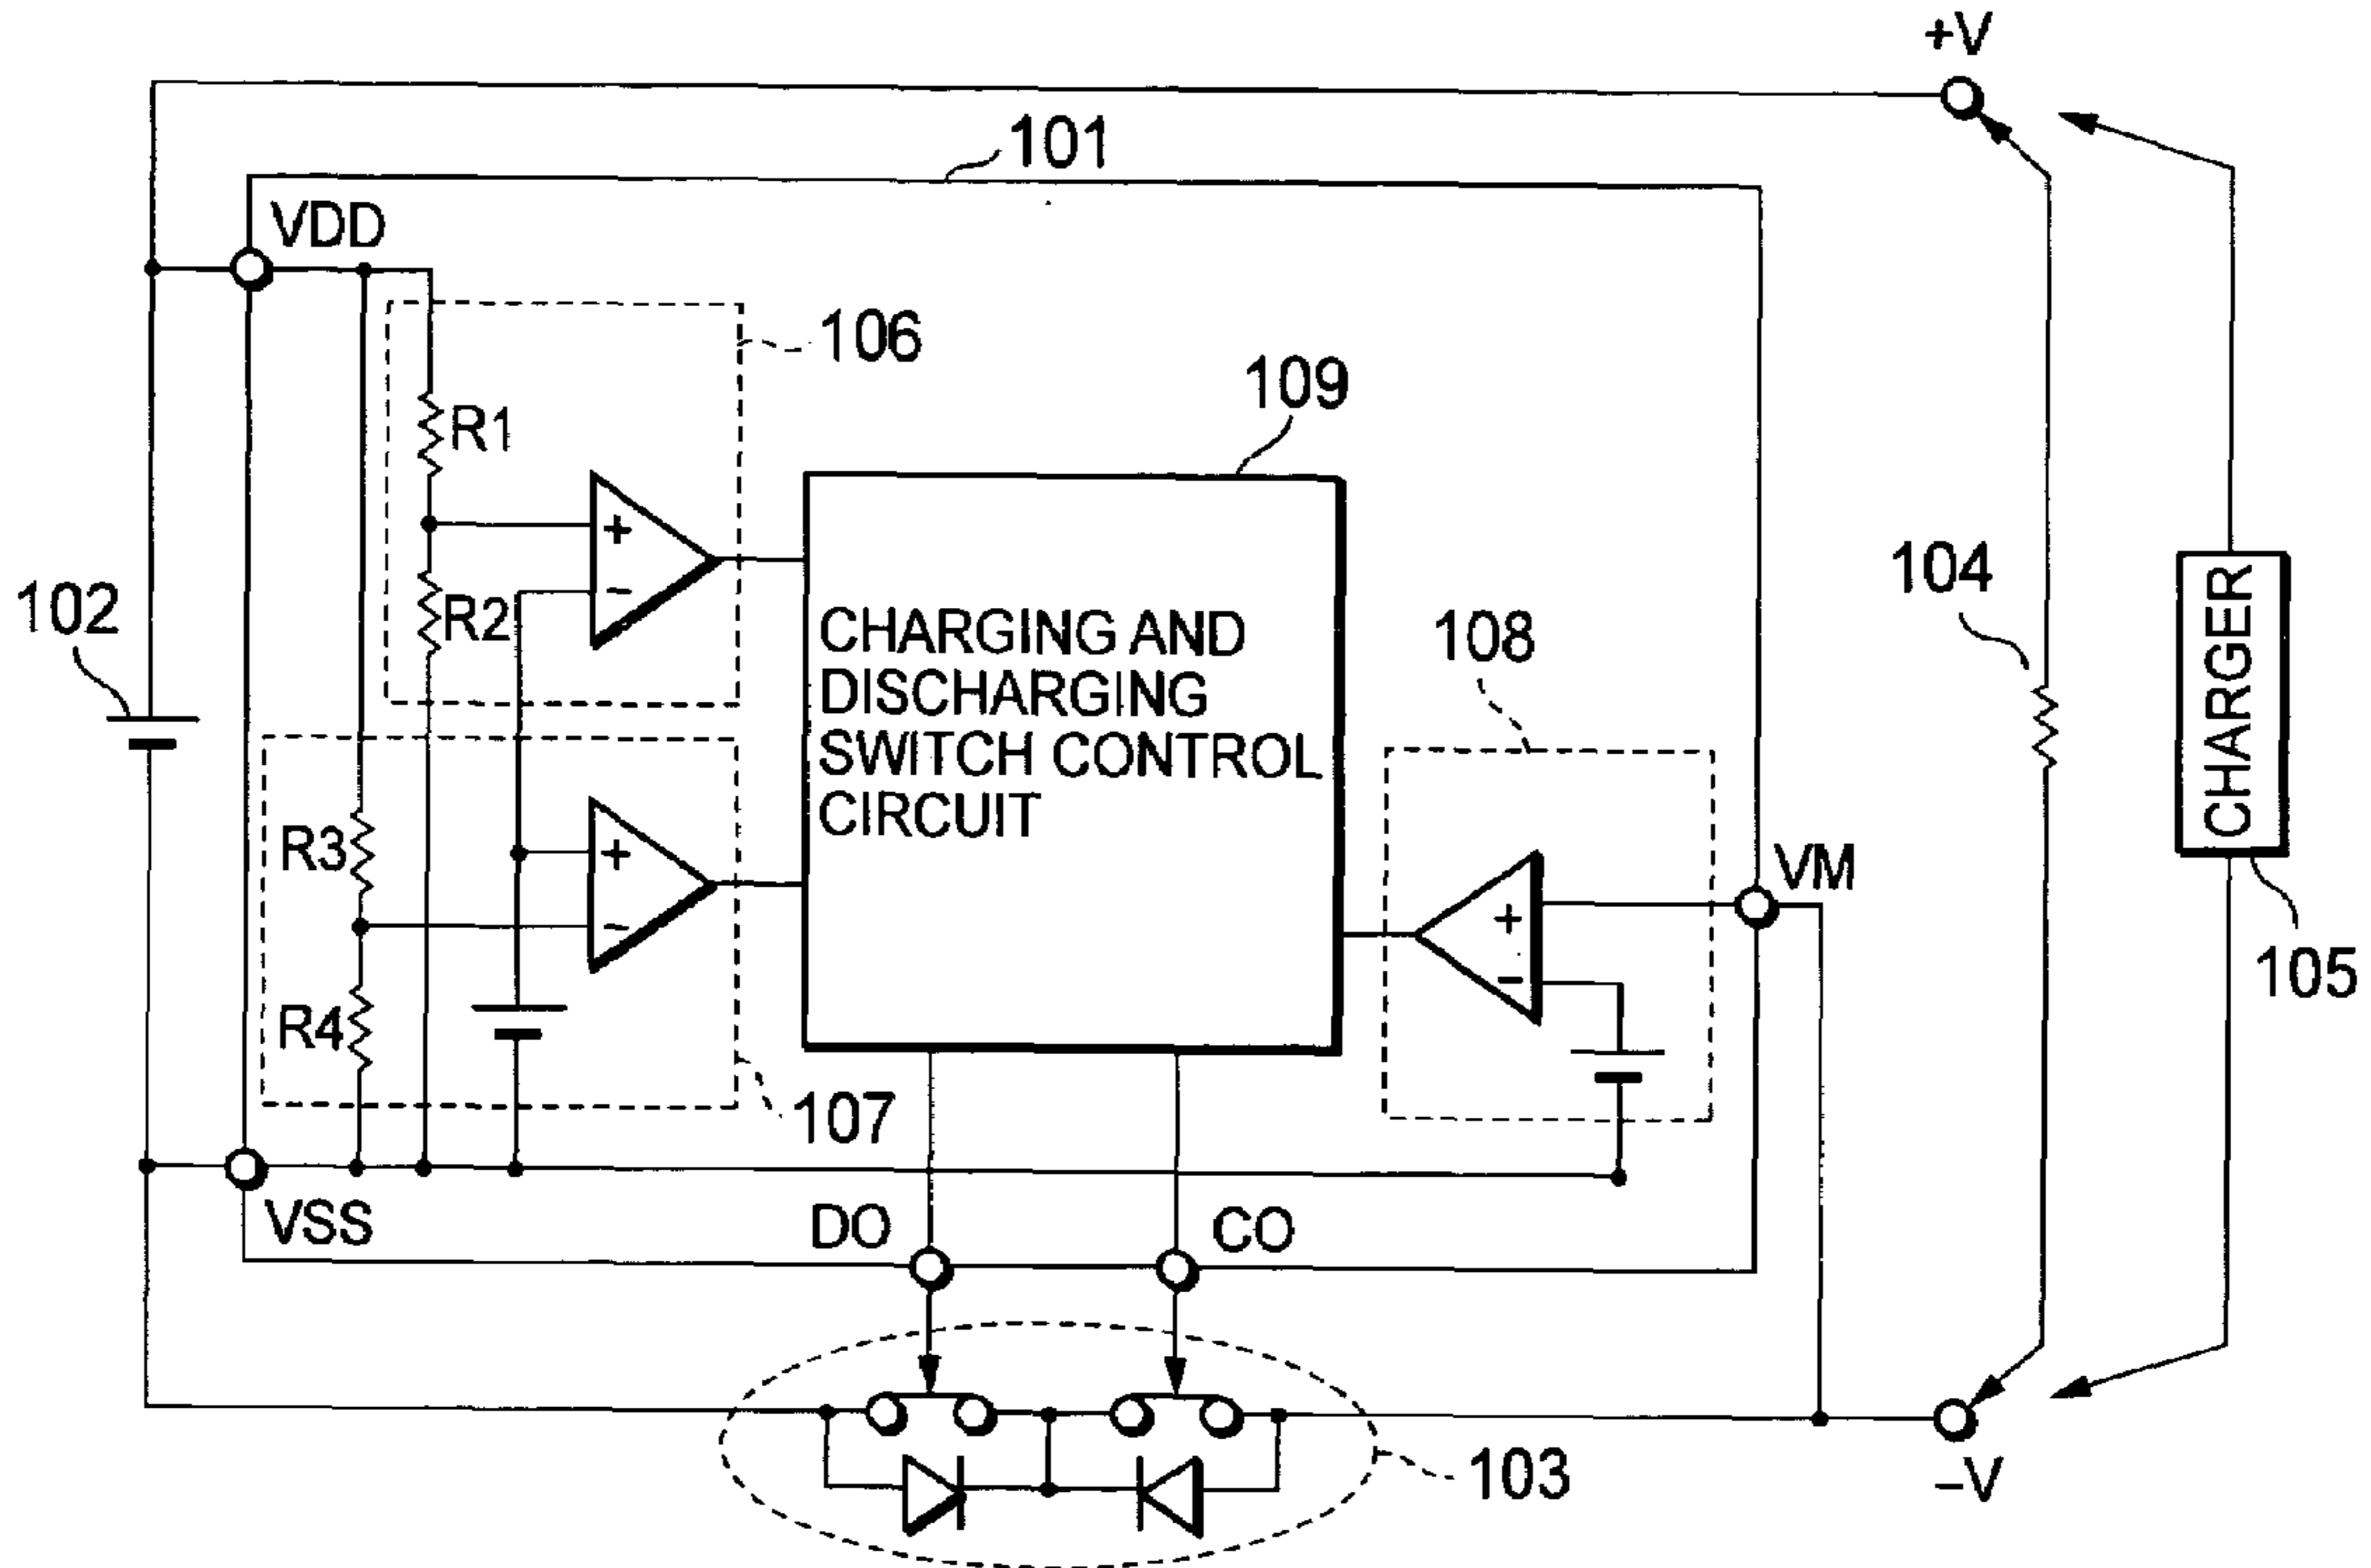 +V
101
VDD
106
R1
109
+
−
R2
102
104
CHARGER
CHARGING AND
DISCHARGING
SWITCH CONTROL
CIRCUIT
108
R3
+
−
VM
+
−
105
R4
107
VSS
DO
CO
103
−V